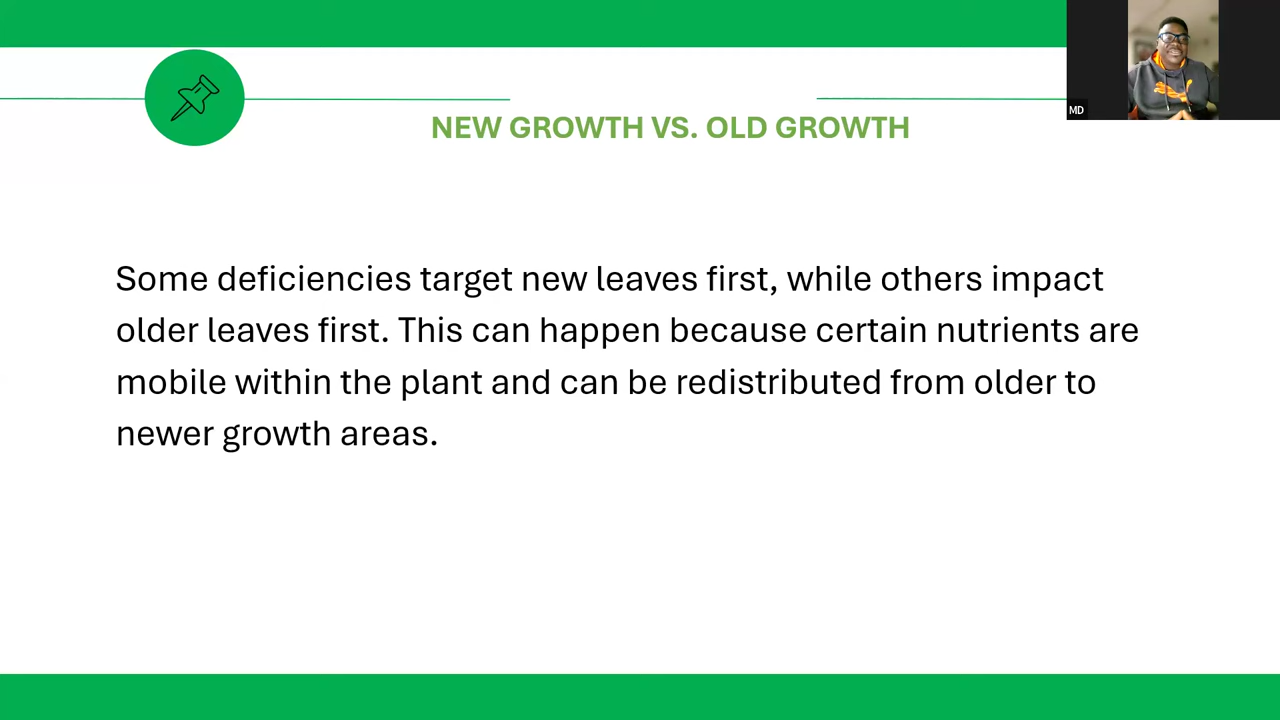 NEW GROWTH VS. OLD GROWTH
MD
Some deficiencies target new leaves first, while others impact
older leaves first. This can happen because certain nutrients are
mobile within the plant and can be redistributed from older to
newer growth areas.